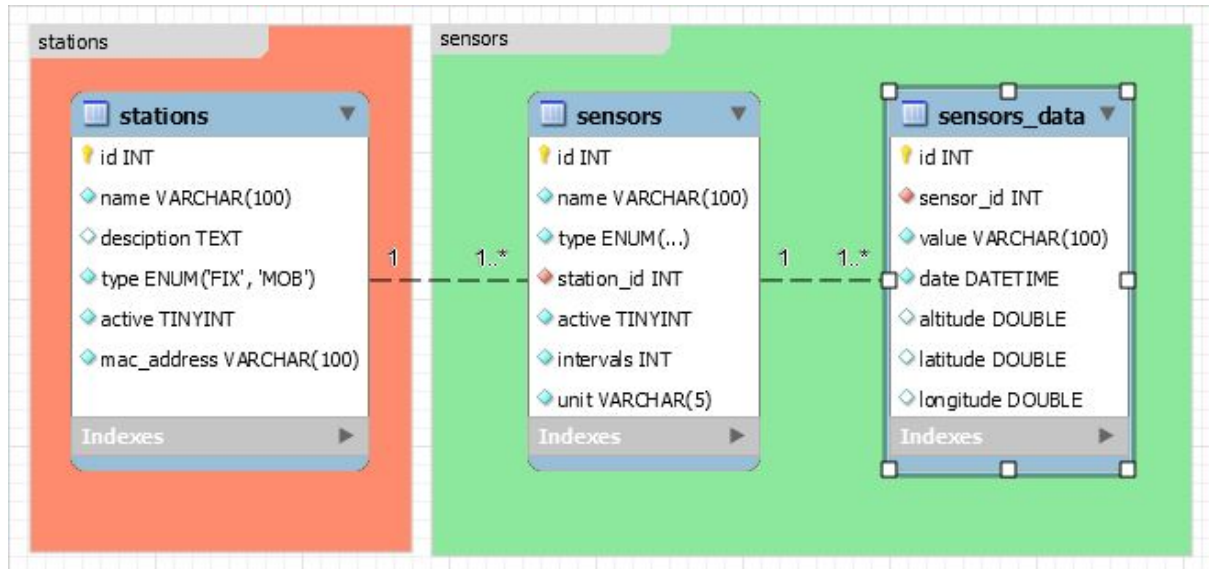 stations
stations
id INT
name VARCHAR(100)
desciption TEXT
type ENUM('FIX', 'MOB')
active TINYINT
mac_address VARCHAR(100)
Indexes
1
1..*
sensors
sensors
id INT
name VARCHAR(100)
type ENUM(...)
station_id INT
active TINYINT
intervals INT
unit VARCHAR(5)
Indexes
1
1..*
sensors_data
id INT
sensor_id INT
value VARCHAR(100)
date DATETIME
altitude DOUBLE
latitude DOUBLE
longitude DOUBLE
Indexes